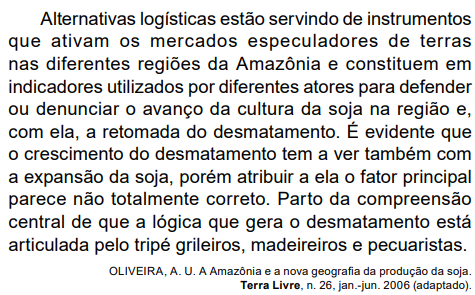 Alternativas logísticas estão servindo de instrumentos
que ativam os mercados especuladores de terras
nas diferentes regiões da Amazônia e constituem em
indicadores utilizados por diferentes atores para defender
ou denunciar o avanço da cultura da soja na região e,
com ela, a retomada do desmatamento. É evidente que
o crescimento do desmatamento tem a ver também com
a expansão da soja, porém atribuir a ela o fator principal
parece não totalmente correto. Parto da compreensão
central de que a lógica que gera o desmatamento está
articulada pelo tripé grileiros, madeireiros e pecuaristas.
OLIVEIRA, A. U. A Amazônia e a nova geografia da produção da soja.
Terra Livre, n. 26, jan.-jun. 2006 (adaptado).